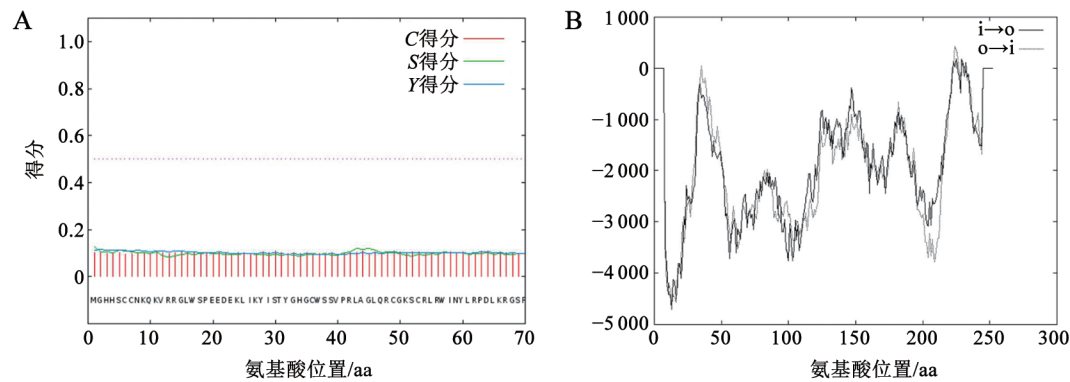 A
1.0
0.8
0.6
0.4
0.2
0
得分
C得分
S得分
Y得分
MGHHSCCNKQKVRRGLWSPEEDEKLIKYISTYGHGCWSSVPRLAGLQRCGKSCRLRWINYLRPDLKRGSF
0 10 20 30 40 50 60 70
氨基酸位置/aa
B
1 000
0
−1 000
−2 000
−3 000
−4 000
−5 000
i→o
o→i
0 50 100 150 200 250 300
氨基酸位置/aa